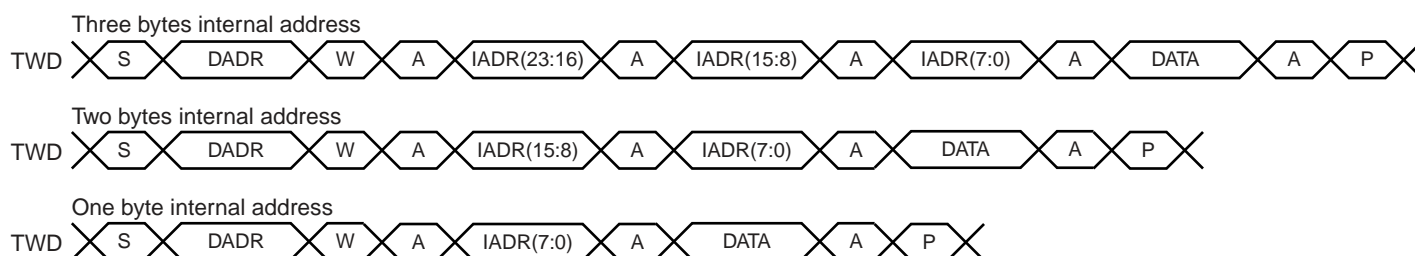 Three bytes internal address
TWD S DADR W A IADR(23:16) A IADR(15:8) A IADR(7:0) A DATA A P
Two bytes internal address
TWD S DADR W A IADR(15:8) A IADR(7:0) A DATA A P
One byte internal address
TWD S DADR W A IADR(7:0) A DATA A P